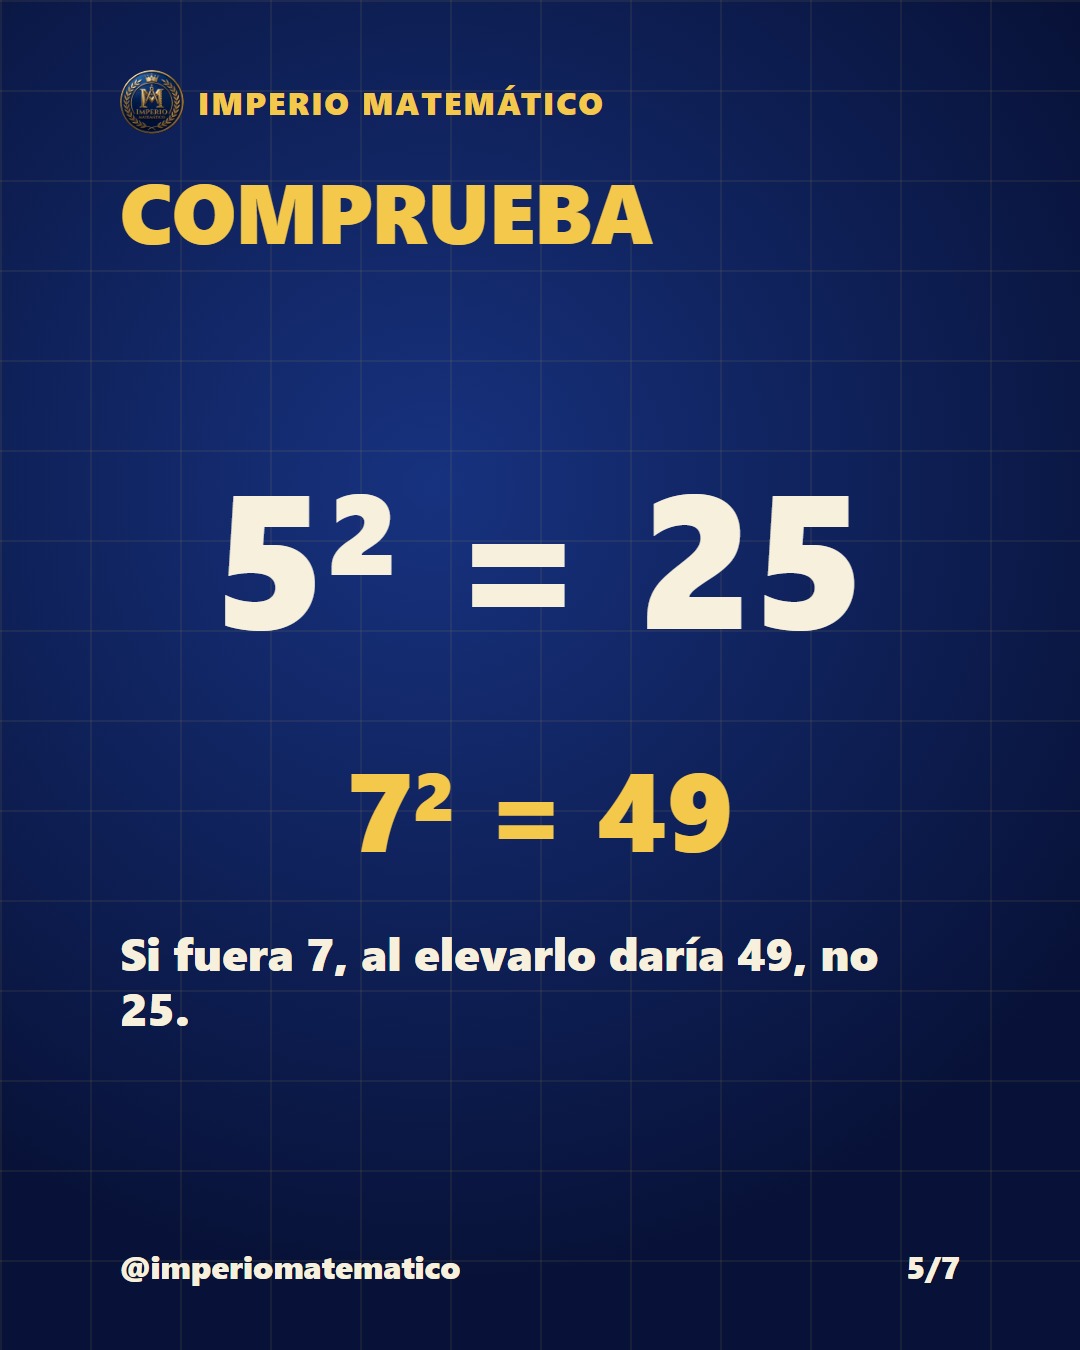 IMPERIO MATEMÁTICO
COMPRUEBA
5² = 25
7² = 49
Si fuera 7, al elevarlo daría 49, no
25.
@imperiomatematico
5/7